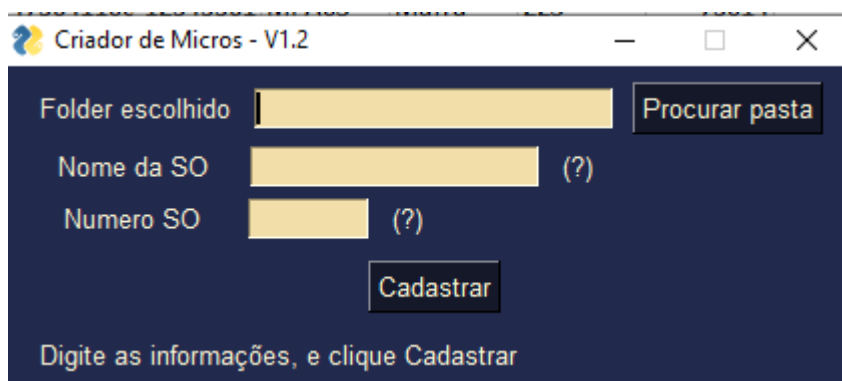 Criador de Micros - V1.2
Folder escolhido Procurar pasta
Nome da SO (?)
Numero SO (?)
Cadastrar
Digite as informações, e clique Cadastrar